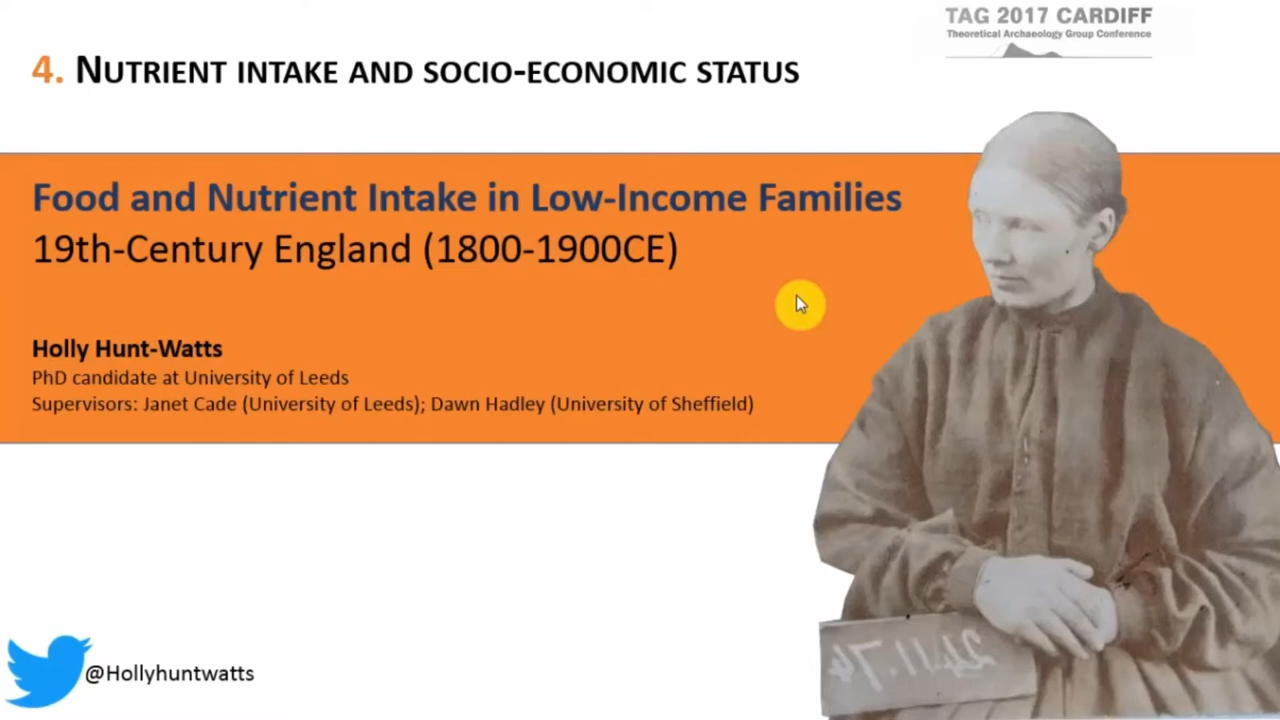 TAG 2017 CARDIFF
Theoretical Archaeology Group Conference
4. NUTRIENT INTAKE AND SOCIO-ECONOMIC STATUS
Food and Nutrient Intake in Low-Income Families
19th-Century England (1800-1900CE)
Holly Hunt-Watts
PhD candidate at University of Leeds
Supervisors: Janet Cade (University of Leeds); Dawn Hadley (University of Sheffield)
@Hollyhuntwatts